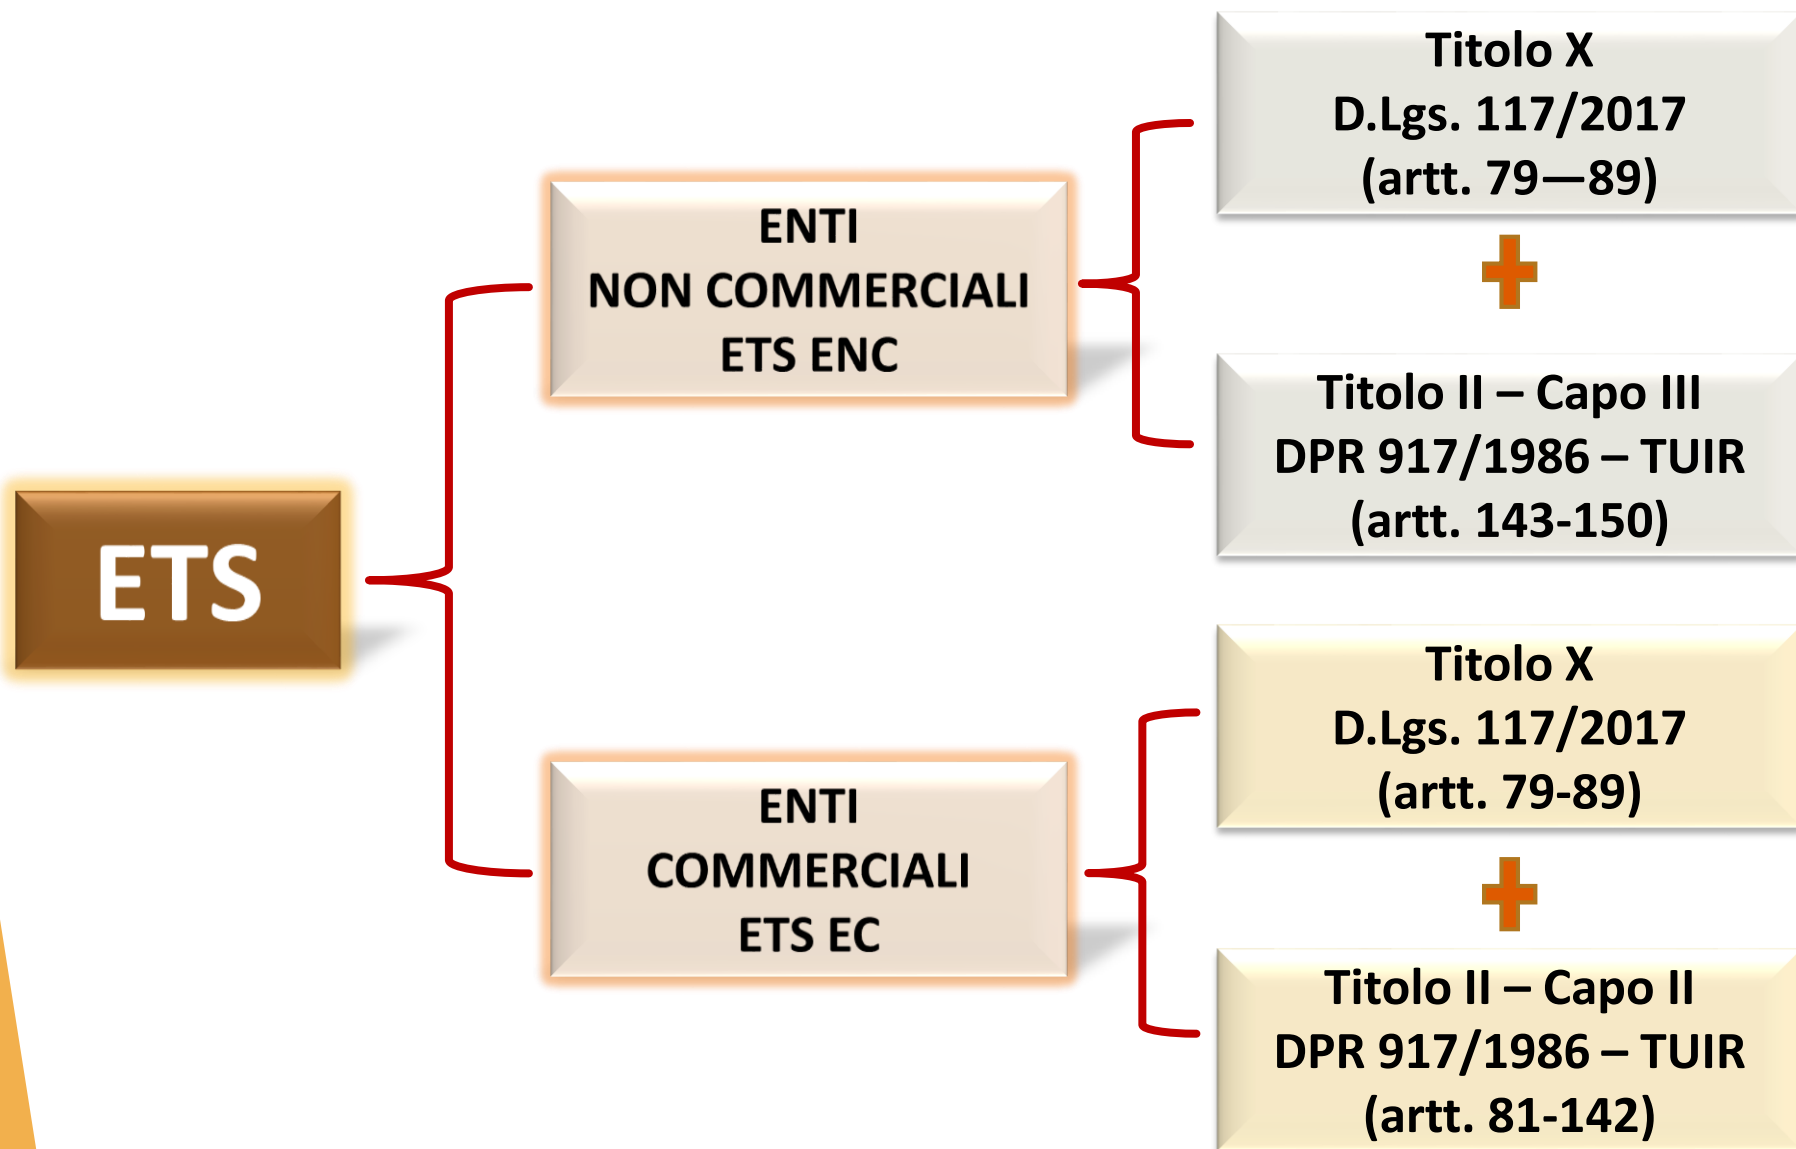 ETS
ENTI
NON COMMERCIALI
ETS ENC
Titolo X
D.Lgs. 117/2017
(artt. 79—89)
Titolo II – Capo III
DPR 917/1986 – TUIR
(artt. 143-150)
ENTI
COMMERCIALI
ETS EC
Titolo X
D.Lgs. 117/2017
(artt. 79-89)
Titolo II – Capo II
DPR 917/1986 – TUIR
(artt. 81-142)